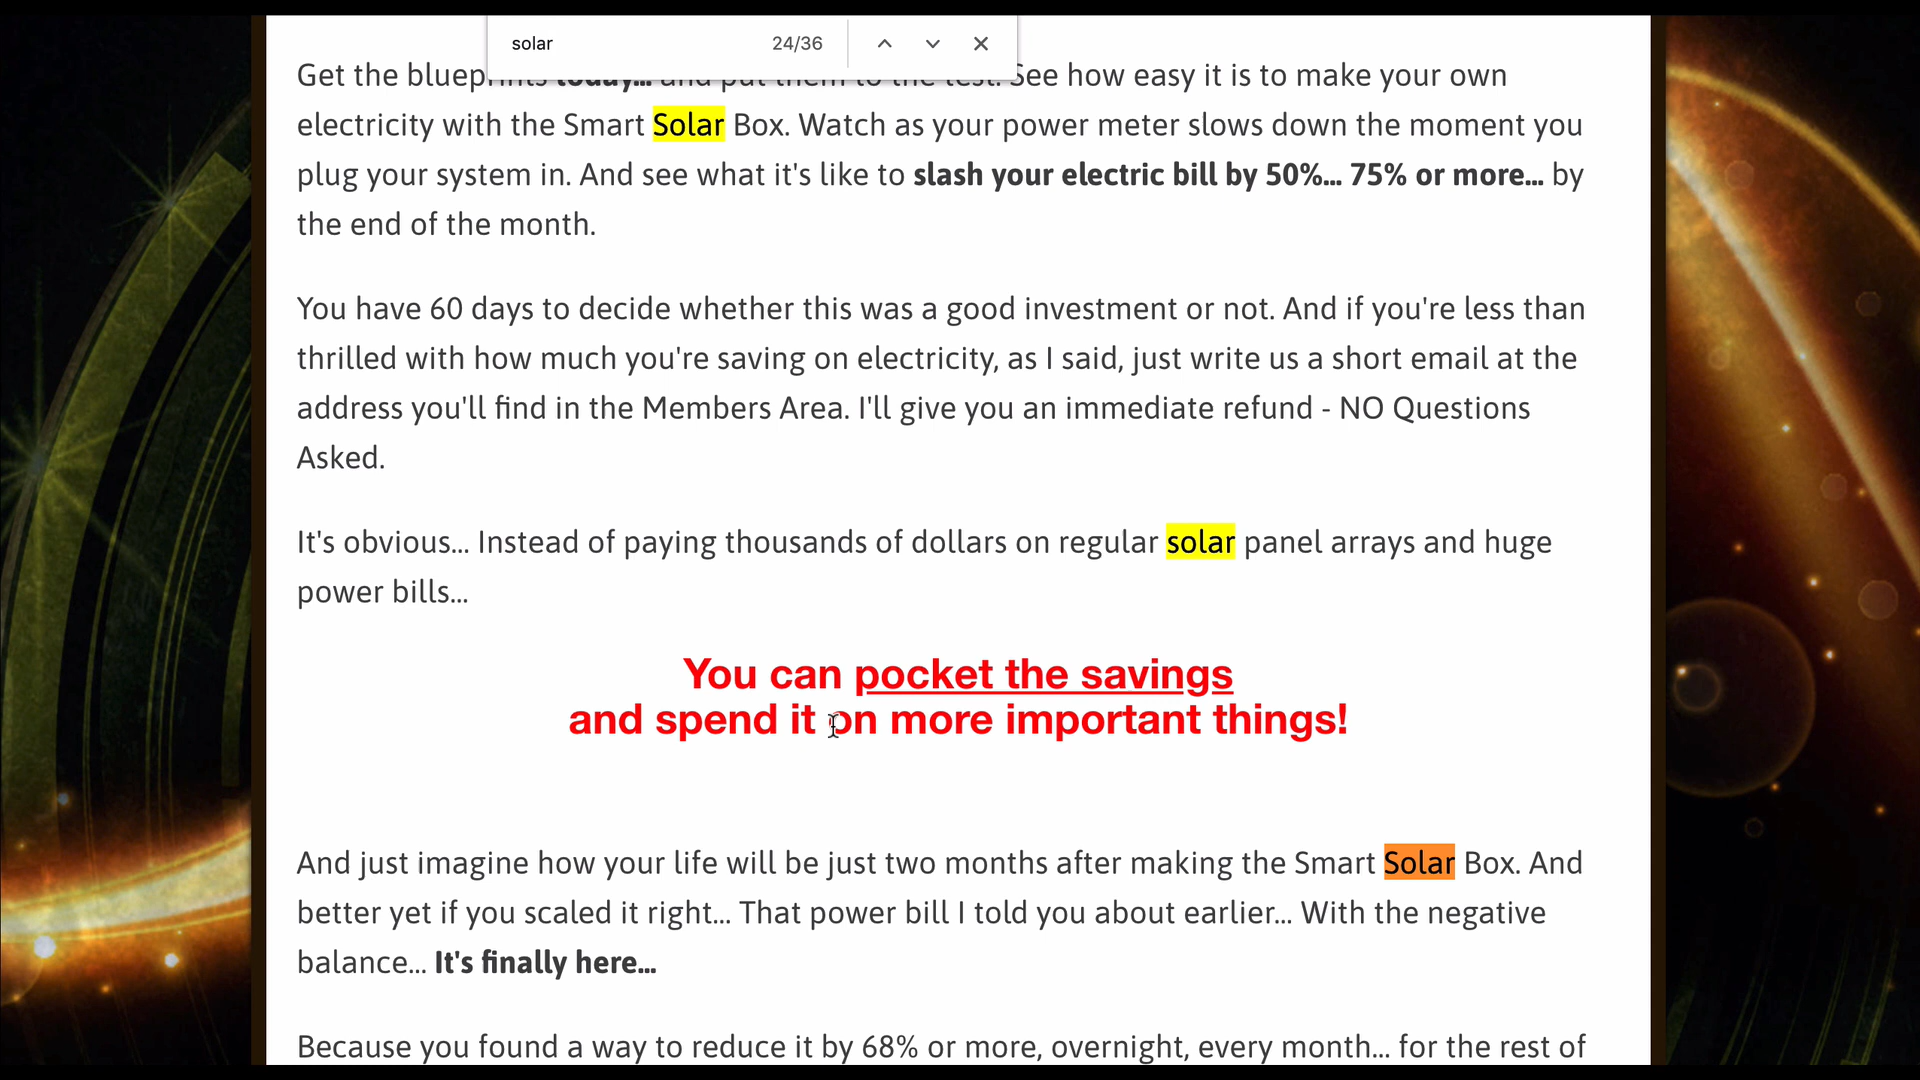 solar 24/36
Get the blueprints today... and put them to the test. See how easy it is to make your own
electricity with the Smart Solar Box. Watch as your power meter slows down the moment you
plug your system in. And see what it's like to slash your electric bill by 50%... 75% or more... by
the end of the month.
You have 60 days to decide whether this was a good investment or not. And if you're less than
thrilled with how much you're saving on electricity, as I said, just write us a short email at the
address you'll find in the Members Area. I'll give you an immediate refund - NO Questions
Asked.
It's obvious... Instead of paying thousands of dollars on regular solar panel arrays and huge
power bills...
You can pocket the savings
and spend it on more important things!
And just imagine how your life will be just two months after making the Smart Solar Box. And
better yet if you scaled it right... That power bill I told you about earlier... With the negative
balance... It's finally here...
Because you found a way to reduce it by 68% or more, overnight, every month... for the rest of